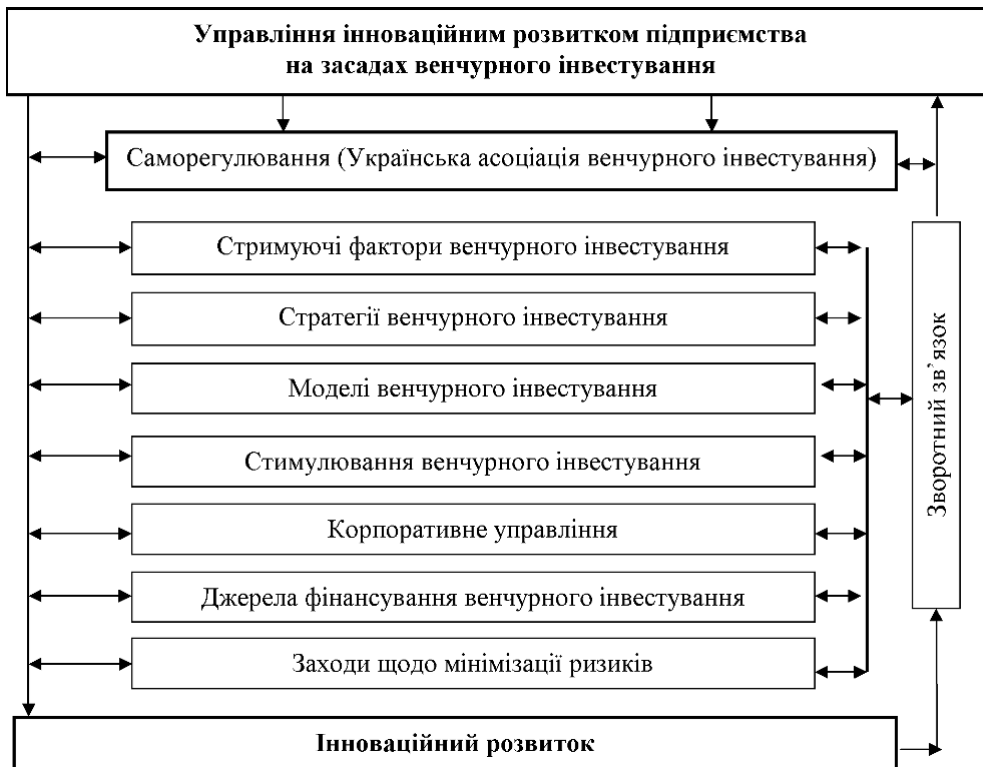 Управління інноваційним розвитком підприємства
на засадах венчурного інвестування
Саморегулювання (Українська асоціація венчурного інвестування)
Стримуючі фактори венчурного інвестування
Стратегії венчурного інвестування
Моделі венчурного інвестування
Стимулювання венчурного інвестування
Корпоративне управління
Джерела фінансування венчурного інвестування
Заходи щодо мінімізації ризиків
Зворотний зв’язок
Інноваційний розвиток